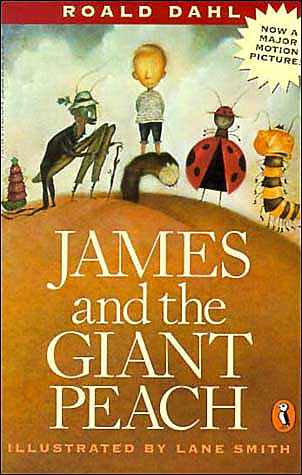 ROALD DAHL
NOW A
MAJOR
MOTION
PICTURE!
JAMES
and the
GIANT
PEACH
ILLUSTRATED BY LANE SMITH